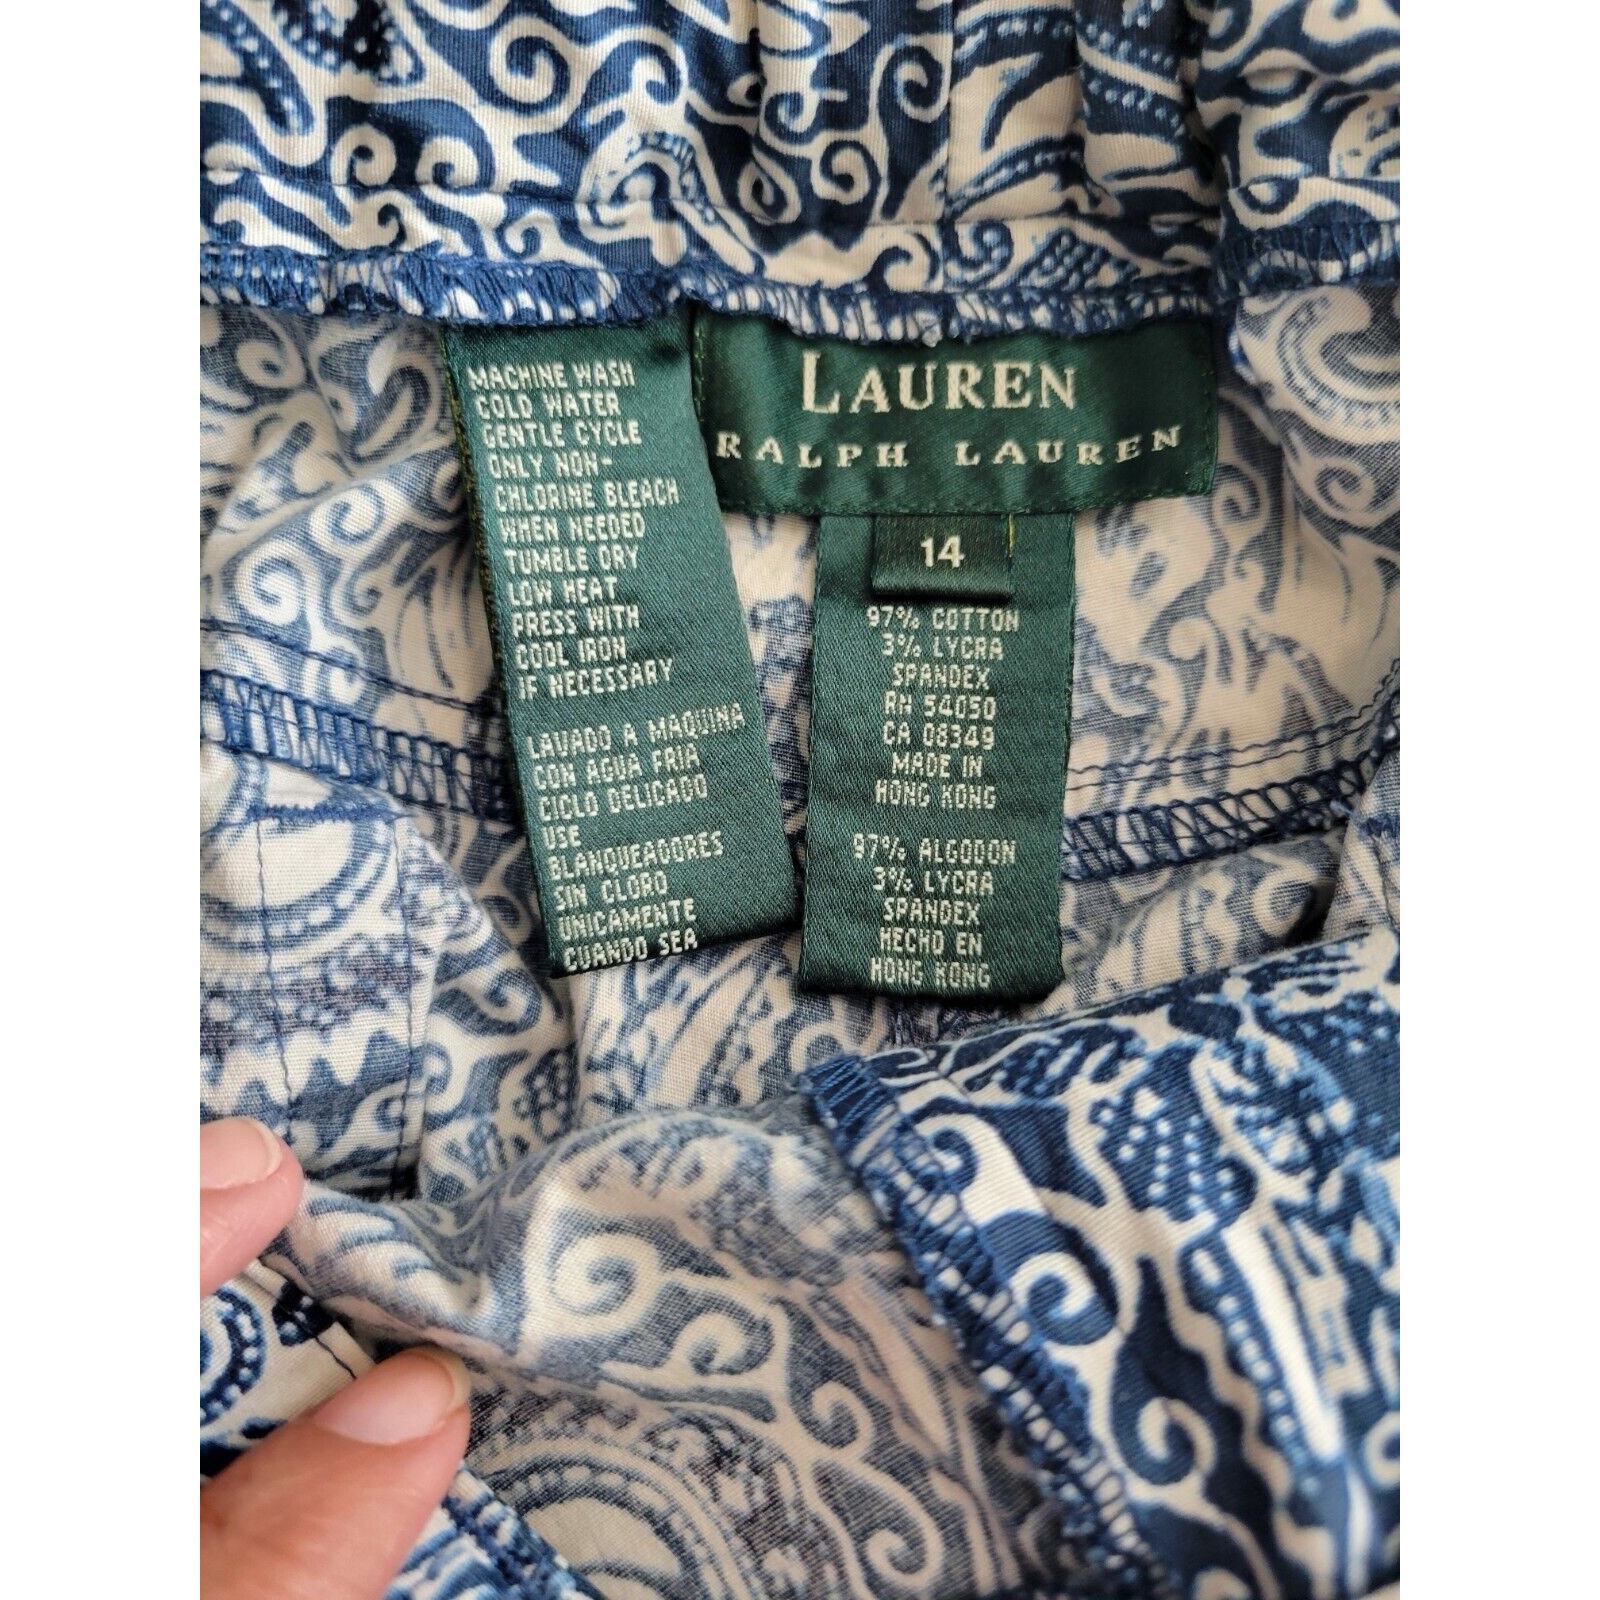 MACHINE WASH
COLD WATER
GENTLE CYCLE
ONLY NON-
CHLORINE BLEACH
WHEN NEEDED
TUMBLE DRY
LOW HEAT
PRESS WITH
COOL IRON
IF NECESSARY
LAVADO A MAQUINA
CON AGUA FRIA
CICLO DELICADO
USE
BLANQUEADORES
SIN CLORO
UNICAMENTE
CUANDO SEA
LAUREN
RALPH LAUREN
14
97% COTTON
3% LYCRA
SPANDEX
RN 54050
CA 08349
MADE IN
HONG KONG
97% ALGODON
3% LYCRA
SPANDEX
HECHO EN
HONG KONG